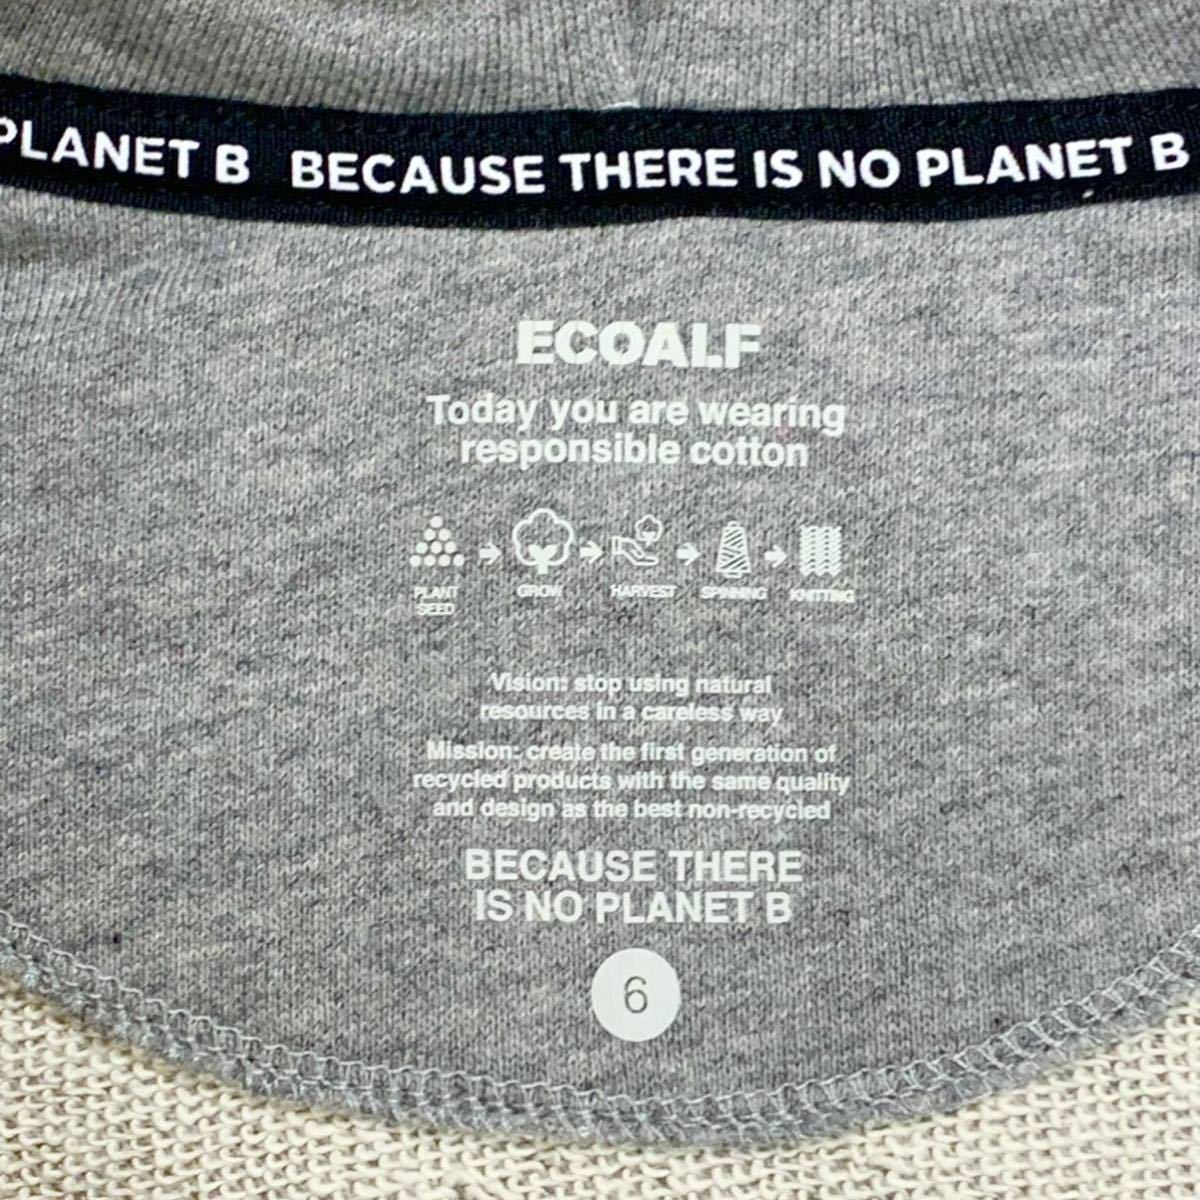 PLANET B BECAUSE THERE IS NO PLANET B
ECOALF
Today you are wearing
responsible cotton
PLANT
SEED
GROW
HARVEST
SPINNING
KNITTING
Vision: stop using natural
resources in a careless way
Mission: create the first generation of
recycled products with the same quality
and design as the best non-recycled
BECAUSE THERE
IS NO PLANET B
6